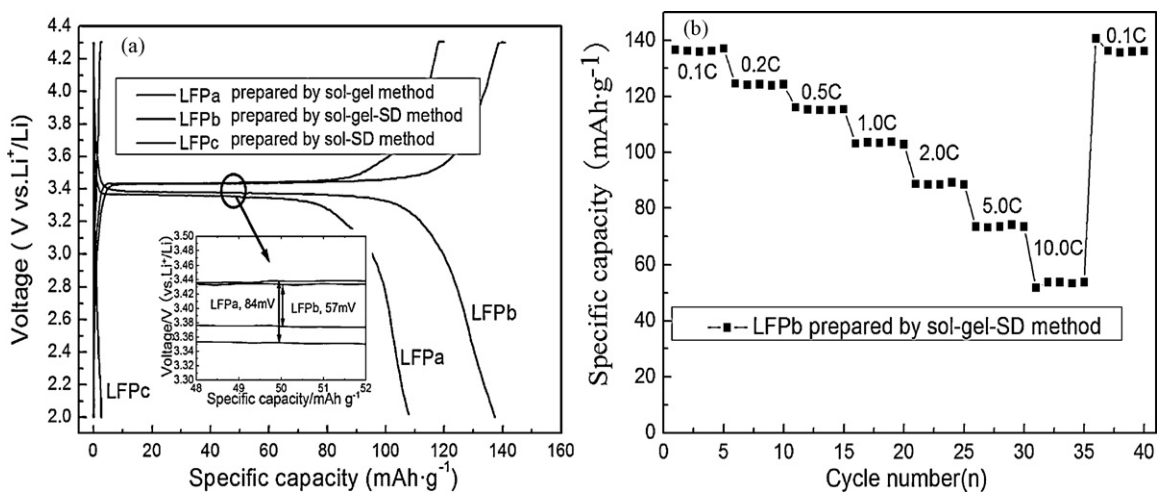 (a)
4.4
4.2
4.0
3.8
3.6
3.4
3.2
3.0
2.8
2.6
2.4
2.2
2.0
Voltage ( V vs.Li⁺/Li)
LFPa prepared by sol-gel method
LFPb prepared by sol-gel-SD method
LFPc prepared by sol-SD method
3.50
3.48
3.46
3.44
3.42
3.40
3.38
3.36
3.34
3.32
3.30
Voltage/V (vs.Li⁺/Li)
LFPa, 84mV
LFPb, 57mV
48 49 50 51 52
Specific capacity/mAh g⁻¹
LFPc
LFPa
LFPb
0 20 40 60 80 100 120 140 160
Specific capacity (mAh·g⁻¹)
(b)
140
120
100
80
60
40
20
0
Specific capacity (mAh·g⁻¹)
0.1C
0.2C
0.5C
1.0C
2.0C
5.0C
10.0C
0.1C
LFPb prepared by sol-gel-SD method
0 5 10 15 20 25 30 35 40
Cycle number(n)